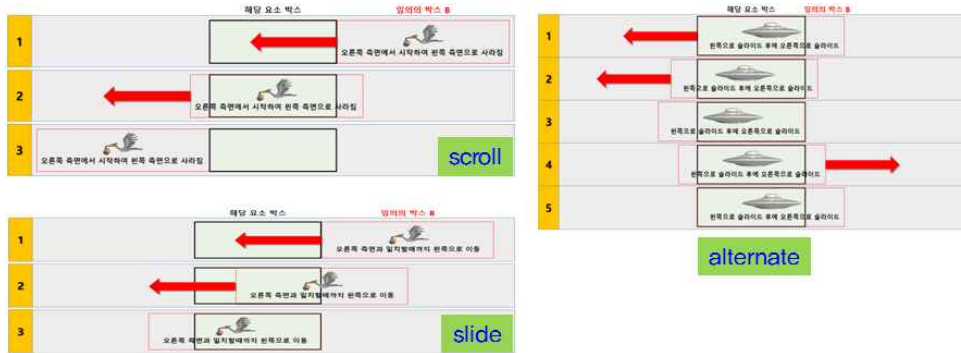 해당 요소 박스 임의의 박스 B
1
오른쪽 측면에서 시작하여 왼쪽 측면으로 사라짐
2
오른쪽 측면에서 시작하여 왼쪽 측면으로 사라짐
3
오른쪽 측면에서 시작하여 왼쪽 측면으로 사라짐
scroll
해당 요소 박스 임의의 박스 B
1
오른쪽 측면과 일치할때까지 왼쪽으로 이동
2
오른쪽 측면과 일치할때까지 왼쪽으로 이동
3
오른쪽 측면과 일치할때까지 왼쪽으로 이동
slide
해당 요소 박스 임의의 박스 B
1
왼쪽으로 슬라이드 후에 오른쪽으로 슬라이드
2
왼쪽으로 슬라이드 후에 오른쪽으로 슬라이드
3
왼쪽으로 슬라이드 후에 오른쪽으로 슬라이드
4
왼쪽으로 슬라이드 후에 오른쪽으로 슬라이드
5
왼쪽으로 슬라이드 후에 오른쪽으로 슬라이드
alternate